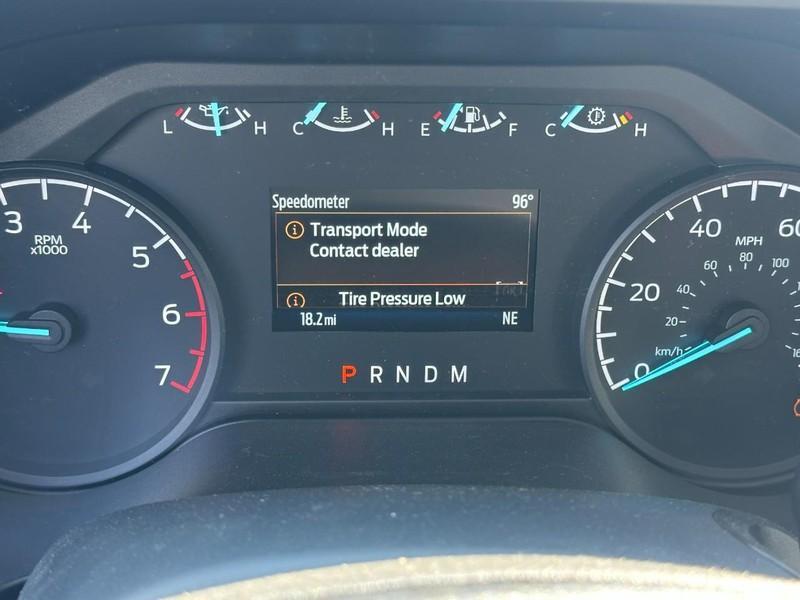 L H
C H
E F
C H
Speedometer 96°
Transport Mode
Contact dealer
Tire Pressure Low
18.2 mi NE
P R N D M
3 4 5 6 7
RPM
x1000
0 20 40 60
MPH
20 40 60 80 100
km/h